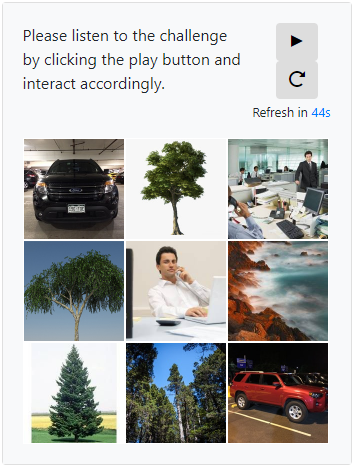 Please listen to the challenge
by clicking the play button and
interact accordingly.
Refresh in 44s